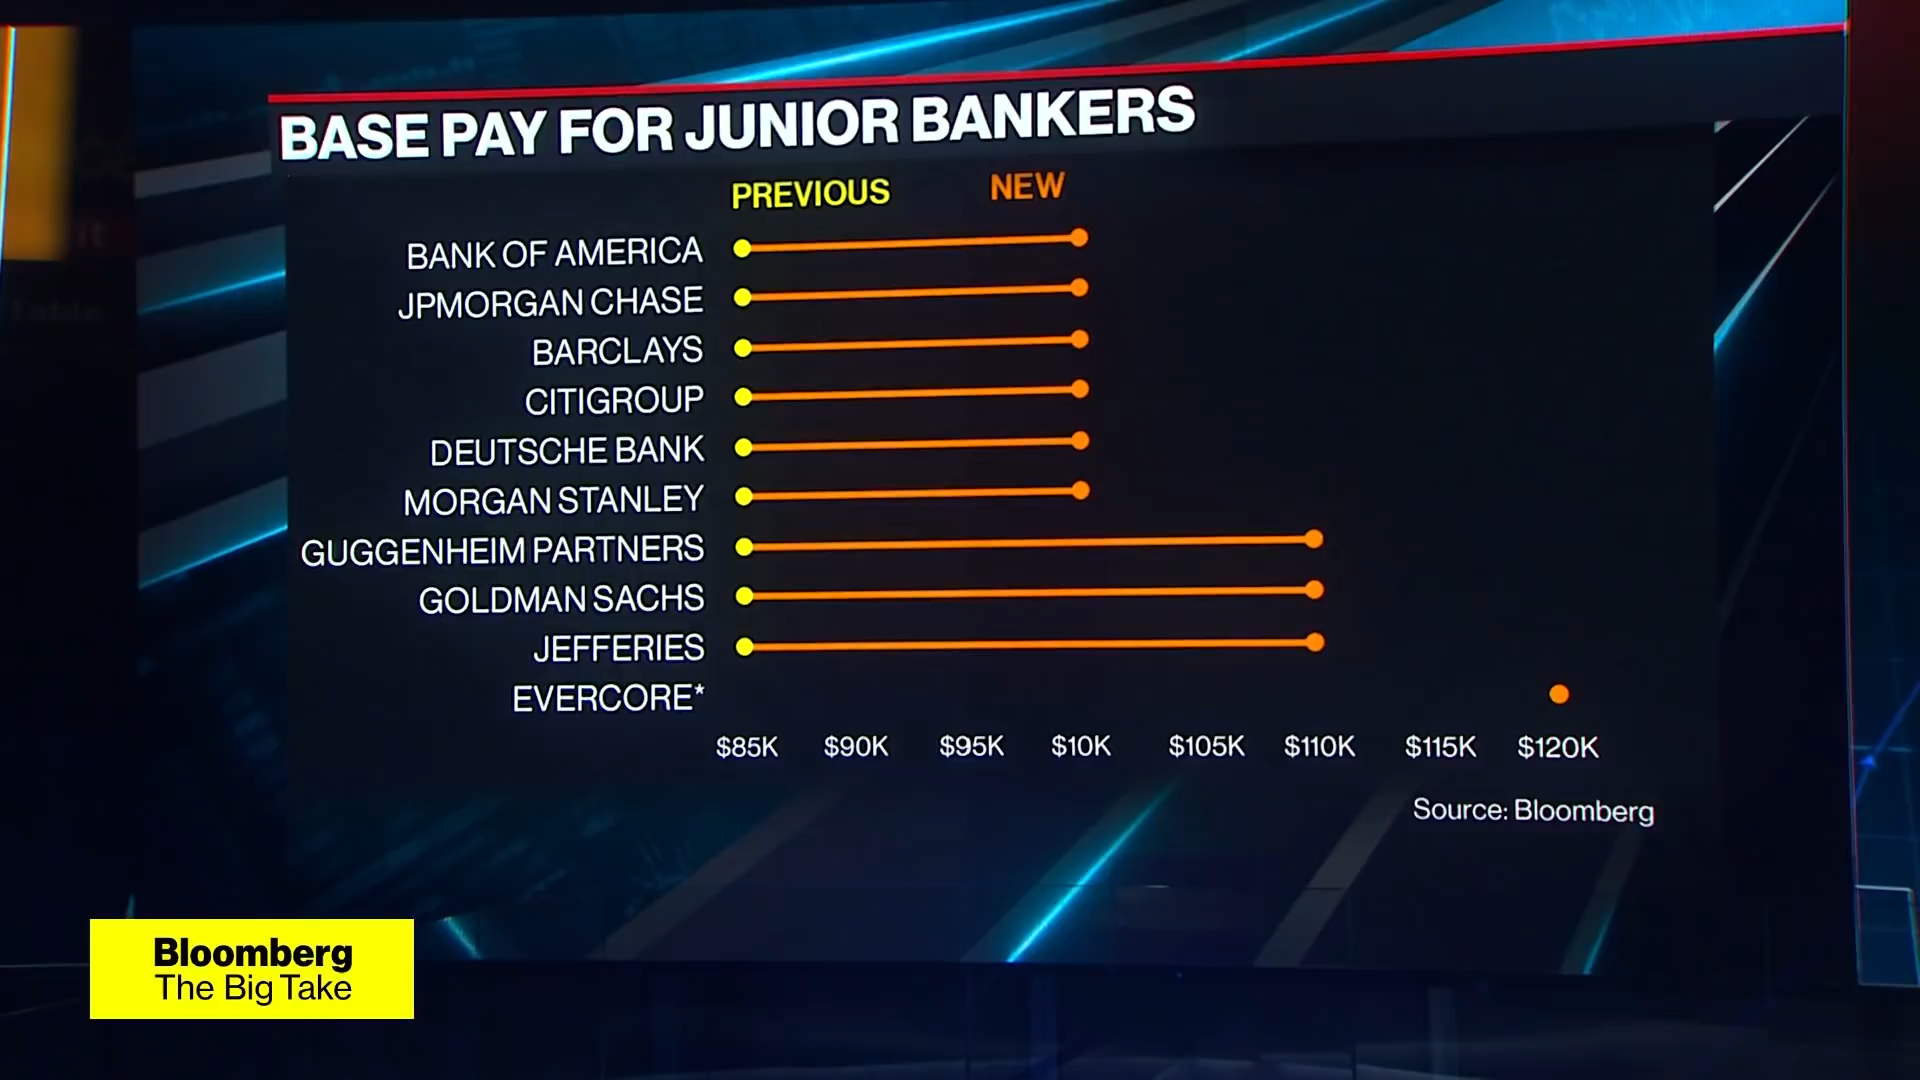 BASE PAY FOR JUNIOR BANKERS
PREVIOUS NEW
BANK OF AMERICA
JPMORGAN CHASE
BARCLAYS
CITIGROUP
DEUTSCHE BANK
MORGAN STANLEY
GUGGENHEIM PARTNERS
GOLDMAN SACHS
JEFFERIES
EVERCORE*
$85K $90K $95K $10K $105K $110K $115K $120K
Source: Bloomberg
Bloomberg
The Big Take